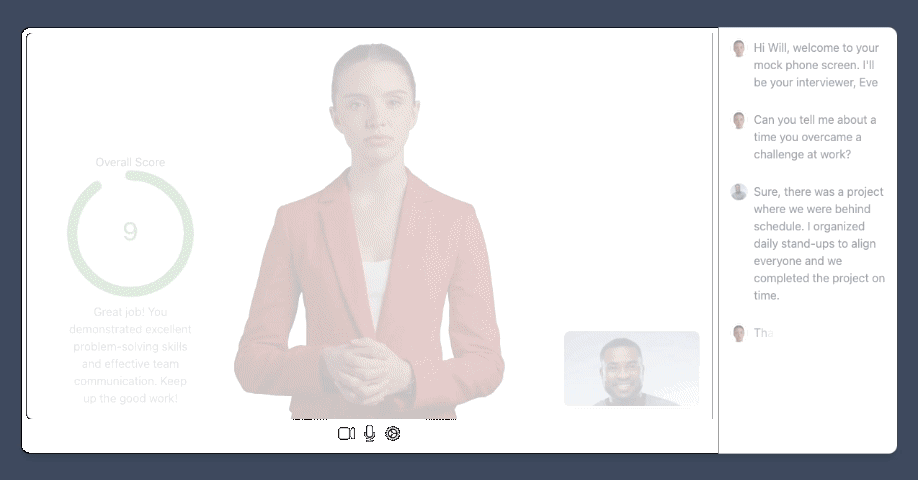 Overall Score
9
Great job! You
demonstrated excellent
problem-solving skills
and effective team
communication. Keep
up the good work!
Hi Will, welcome to your
mock phone screen. I'll
be your interviewer, Eve
Can you tell me about a
time you overcame a
challenge at work?
Sure, there was a project
where we were behind
schedule. I organized
daily stand-ups to align
everyone and we
completed the project on
time.
Tha